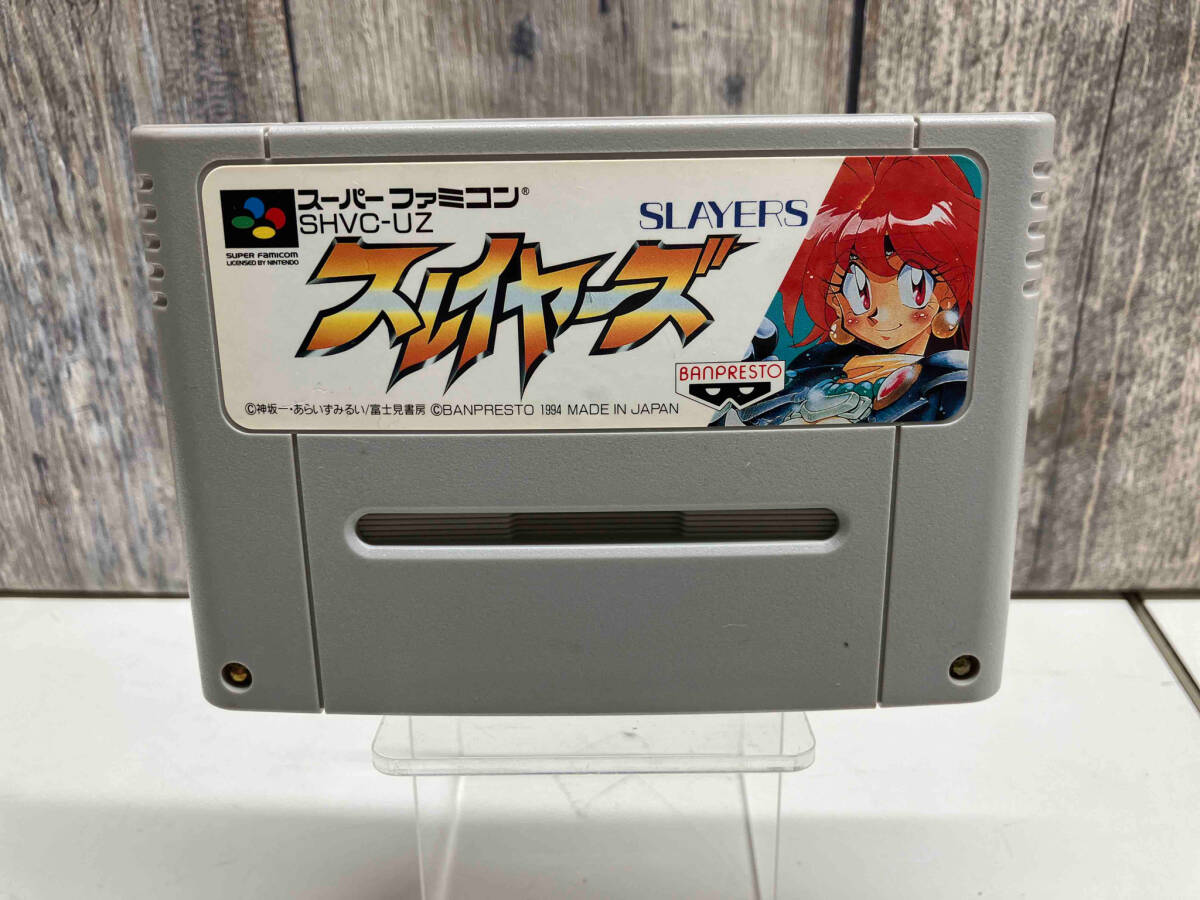 スーパーファミコン®
SHVC-UZ
SUPER FAMICOM
LICENSED BY NINTENDO
SLAYERS
スレイヤーズ
BANPRESTO
©神坂一・あらいずみるい/富士見書房 ©BANPRESTO 1994 MADE IN JAPAN